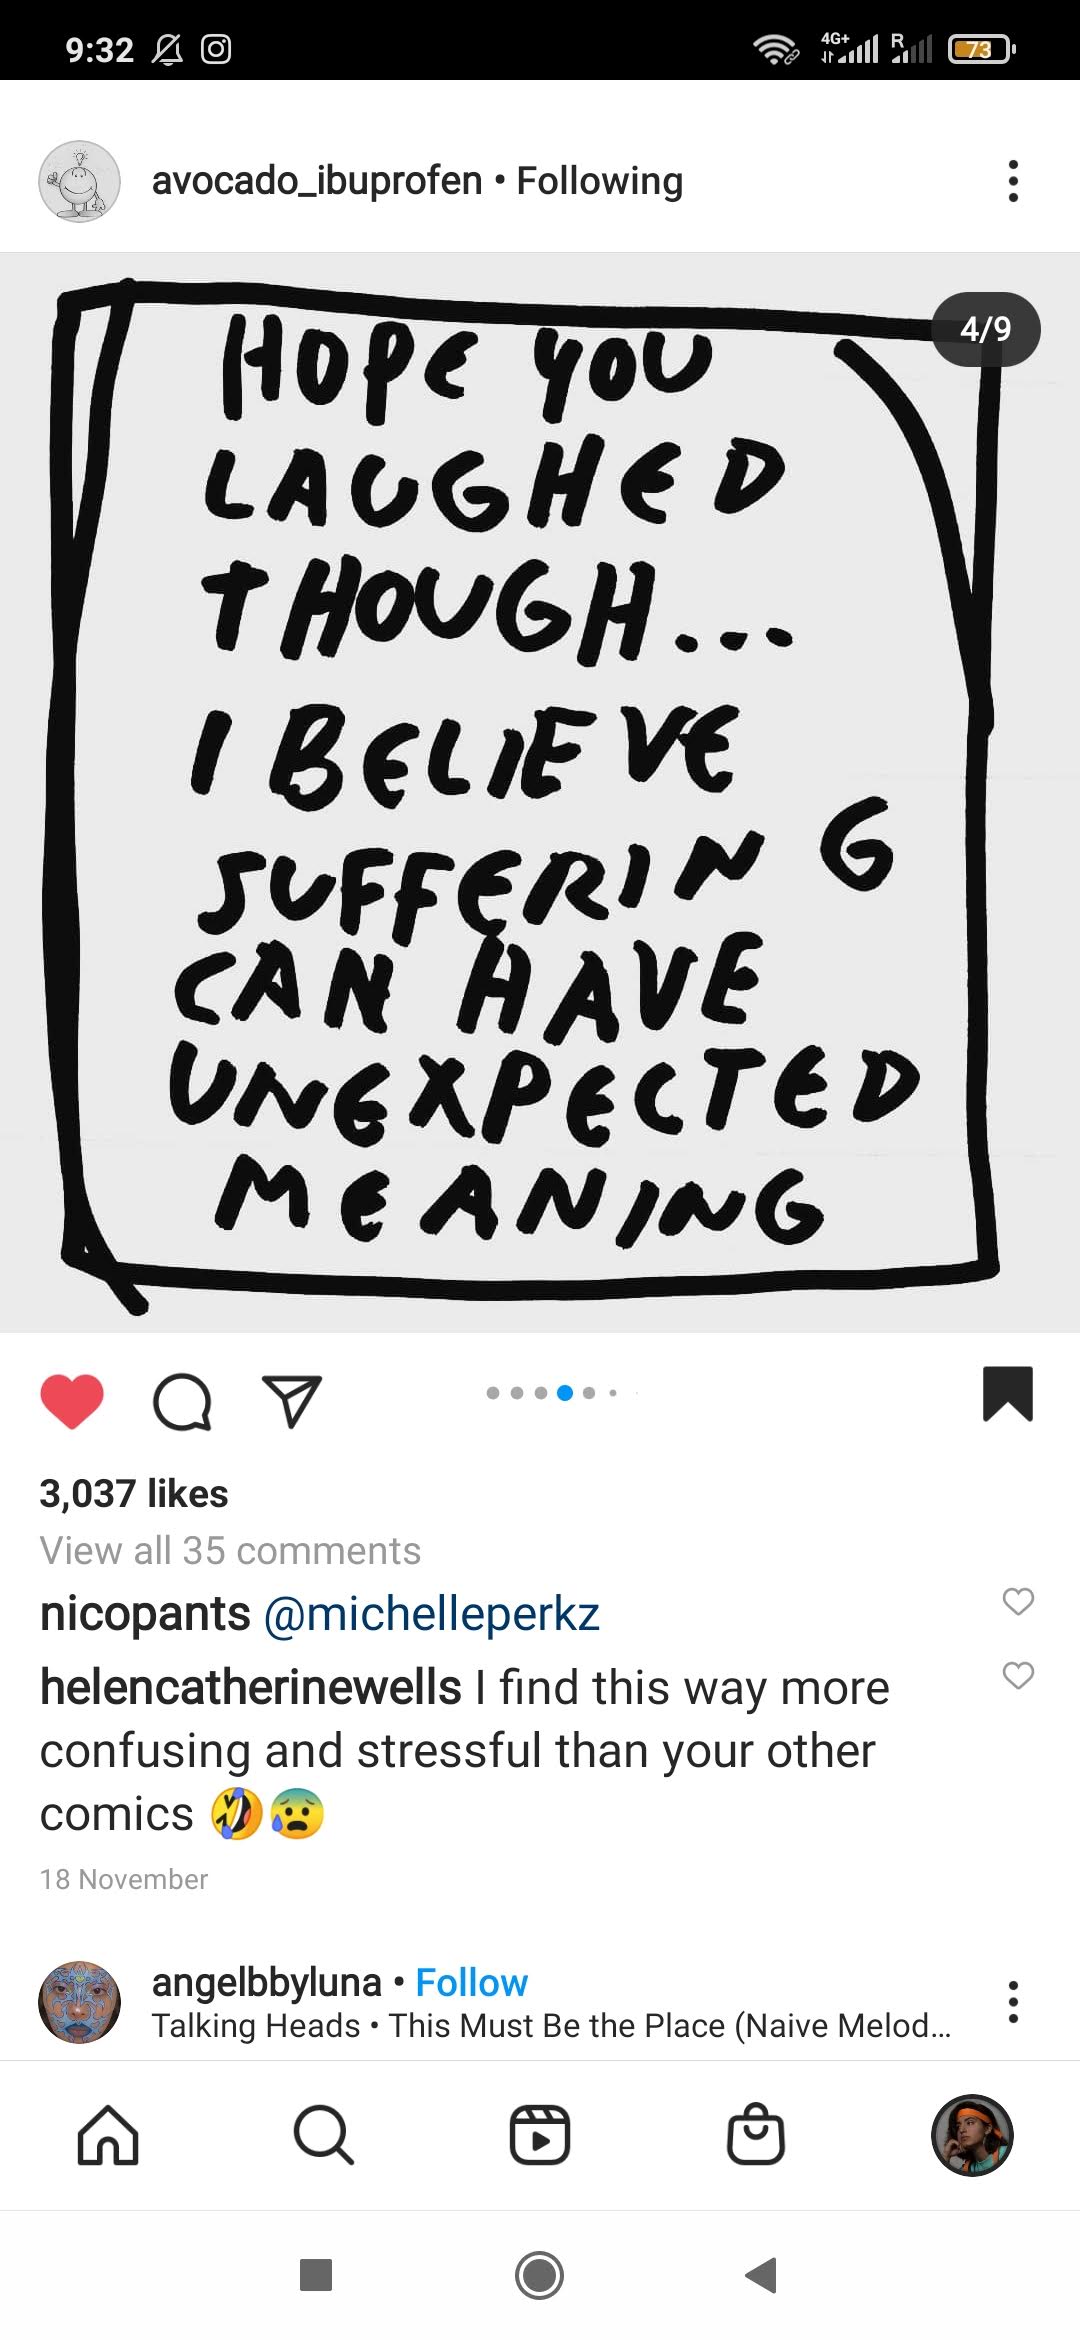 9:32
4G+ R 73
avocado_ibuprofen • Following
4/9
HOPE YOU
LAUGHED
THOUGH...
I BELIEVE
SUFFERING
CAN HAVE
UNEXPECTED
MEANING
3,037 likes
View all 35 comments
nicopants @michelleperkz
helencatherinewells I find this way more
confusing and stressful than your other
comics 🤣😰
18 November
angelbbyluna • Follow
Talking Heads • This Must Be the Place (Naive Melod...